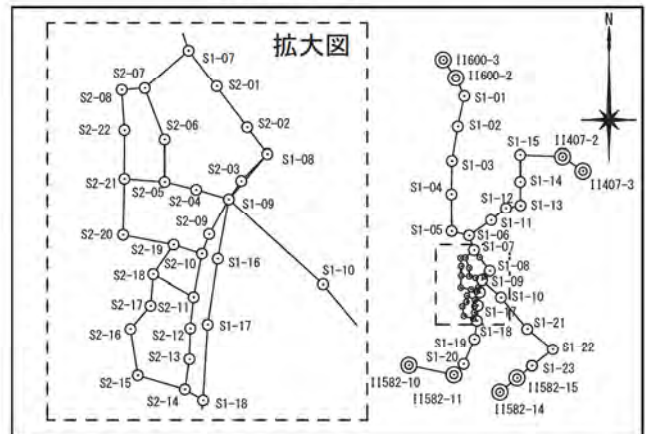 拡大図
S1-07
S2-07
S2-01
S2-08
S2-02
S2-06
S2-22
S1-08
S2-03
S2-21
S2-05
S2-04
S1-09
S2-09
S2-20
S2-19
S2-10
S1-16
S2-18
S1-10
S2-17
S2-11
S1-17
S2-16
S2-12
S2-13
S2-15
S2-14
S1-18
N
II600-3
II600-2
S1-01
S1-02
S1-15
II407-2
S1-03
II407-3
S1-14
S1-04
S1-12
S1-13
S1-11
S1-05
S1-06
S1-07
S1-08
S1-09
S1-10
S1-17
S1-18
S1-21
S1-19
S1-22
S1-20
S1-23
II582-10
II582-15
II582-11
II582-14